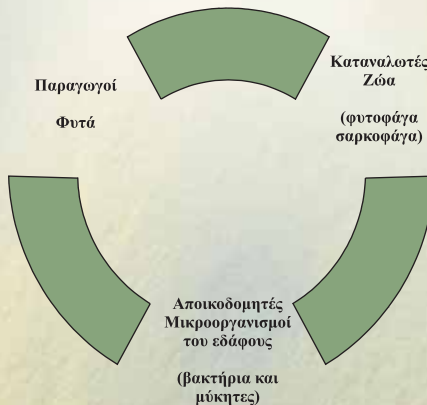 Παραγωγοί
Φυτά
Καταναλωτές
Ζώα
(φυτοφάγα
σαρκοφάγα)
Αποικοδομητές
Μικροοργανισμοί
του εδάφους
(βακτήρια και
μύκητες)